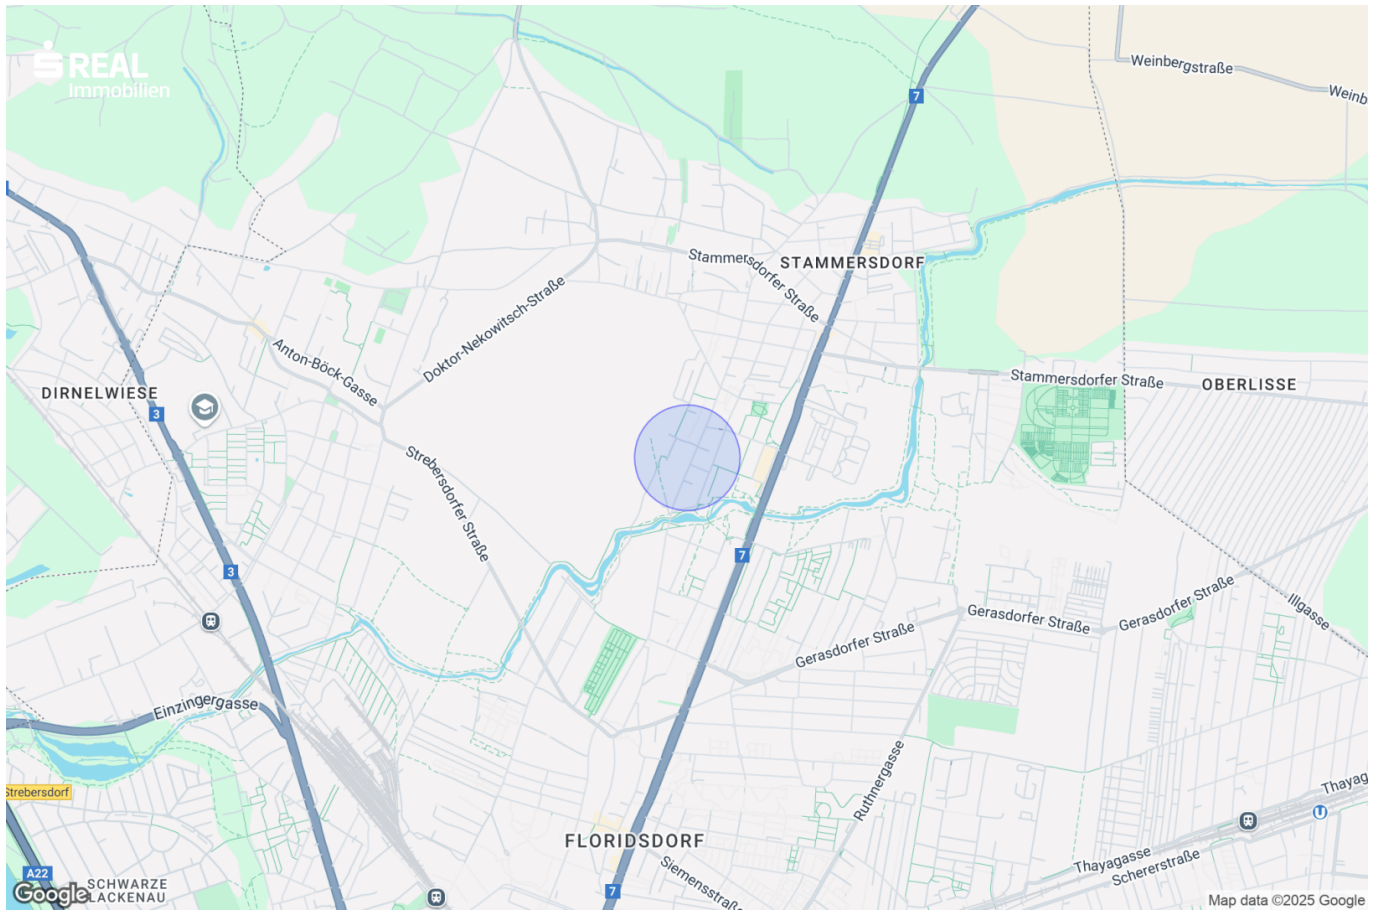 REAL
Immobilien
Weinbergstraße
Weinb
7
Stammersdorfer Straße
STAMMERSDORF
Doktor-Nekowitsch-Straße
Anton-Böck-Gasse
Stammersdorfer Straße
OBERLISSE
DIRNELWIESE
3
Strebersdorfer Straße
7
3
Gerasdorfer Straße
Gerasdorfer Straße
Gerasdorfer Straße
Illgasse
Einzingergasse
Ruthnergasse
Strebersdorf
Thayag
U
FLORIDSDORF
Thayagasse
Schererstraße
Siemensstraße
A22
SCHWARZE
LACKENAU
7
Google
Map data ©2025 Google